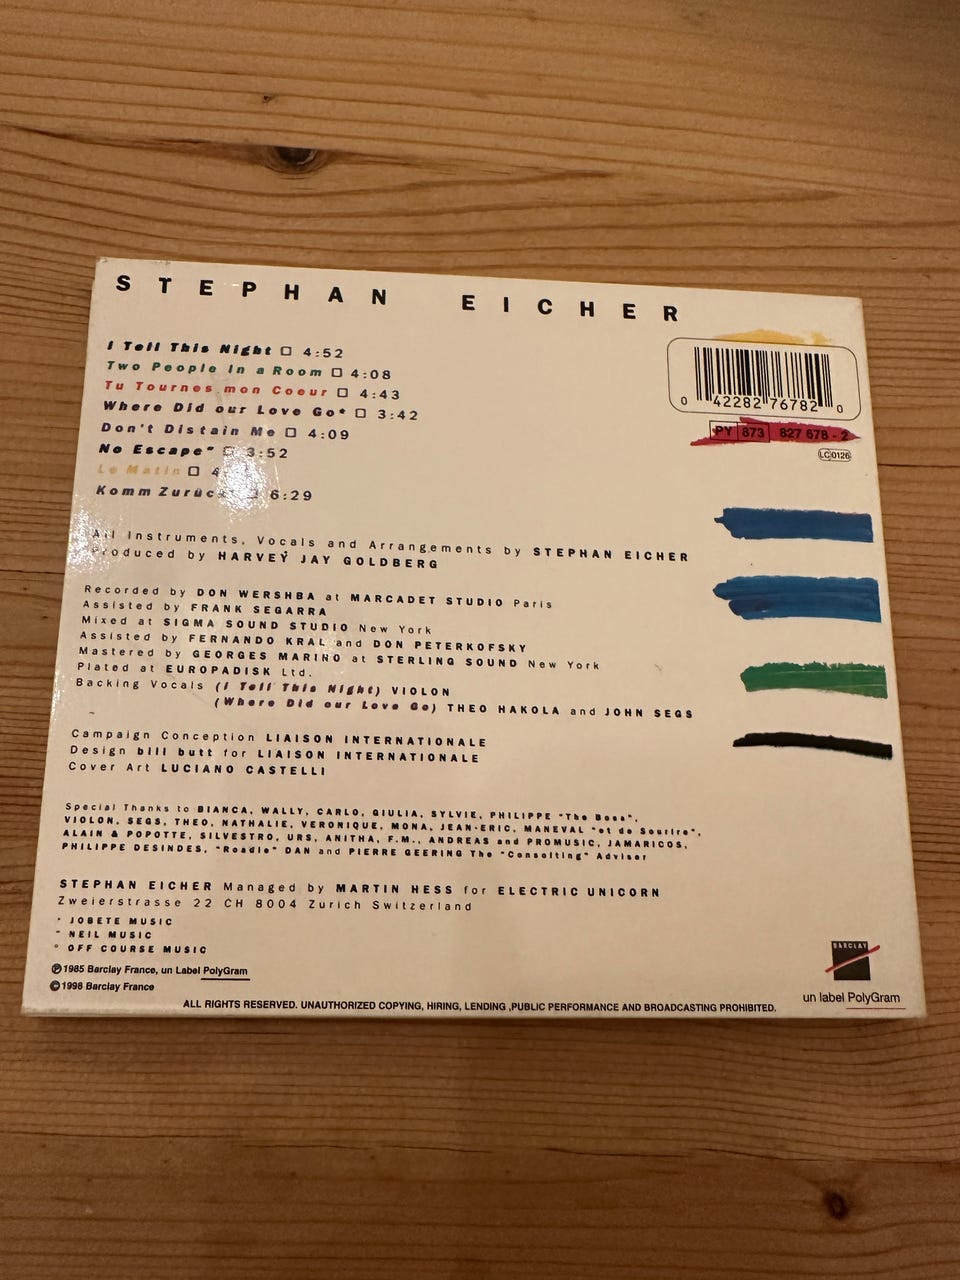 STEPHAN EICHER
I Tell This Night □ 4:52
Two People In a Room □ 4:08
Tu Tournes mon Coeur □ 4:43
Where Did our Love Go* □ 3:42
Don't Distain Me □ 4:09
No Escape" □ 3:52
Le Matin □ 4
Komm Zurück □ 6:29
0 42282 76782 0
PY 873 827 678 - 2
LC 0126
All Instruments, Vocals and Arrangements by STEPHAN EICHER
Produced by HARVEY JAY GOLDBERG
Recorded by DON WERSHBA at MARCADET STUDIO Paris
Assisted by FRANK SEGARRA
Mixed at SIGMA SOUND STUDIO New York
Assisted by FERNANDO KRAL and DON PETERKOFSKY
Mastered by GEORGES MARINO at STERLING SOUND New York
Plated at EUROPADISK Ltd.
Backing Vocals (I Tell This Night) VIOLON
(Where Did our Love Go) THEO HAKOLA and JOHN SEGS
Campaign Conception LIAISON INTERNATIONALE
Design bill butt for LIAISON INTERNATIONALE
Cover Art LUCIANO CASTELLI
Special Thanks to BIANCA, WALLY, CARLO, GIULIA, SYLVIE, PHILIPPE "The Boss",
VIOLON, SEGS, THEO, NATHALIE, VERONIQUE, MONA, JEAN-ERIC, MANEVAL "et de Sourire",
ALAIN & POPOTTE, SILVESTRO, URS, ANITHA, F.M., ANDREAS and PROMUSIC, JAMARICOS,
PHILIPPE DESINDES, "Roadie" DAN and PIERRE GEERING The "Consolting" Adviser
STEPHAN EICHER Managed by MARTIN HESS for ELECTRIC UNICORN
Zweierstrasse 22 CH 8004 Zurich Switzerland
* JOBETE MUSIC
" NEIL MUSIC
° OFF COURSE MUSIC
℗ 1985 Barclay France, un Label PolyGram
© 1998 Barclay France
BARCLAY
un label PolyGram
ALL RIGHTS RESERVED. UNAUTHORIZED COPYING, HIRING, LENDING ,PUBLIC PERFORMANCE AND BROADCASTING PROHIBITED.